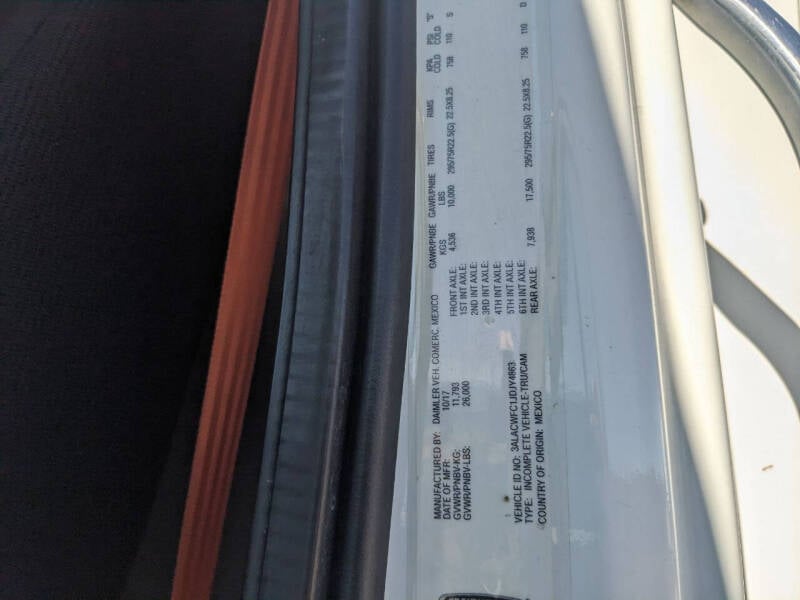 MANUFACTURED BY: DAIMLER VEH. COMERC. MEXICO
DATE OF MFR: 10/17
GVWR/PNBV-KG: 11,793
GVWR/PNBV-LBS: 26,000
GAWR/PNBE GAWR/PNBE TIRES RIMS KPA PSI "S"
KGS LBS COLD COLD
FRONT AXLE: 4,536 10,000 295/75R22.5(G) 22.5X8.25 758 110 S
1ST INT AXLE:
2ND INT AXLE:
3RD INT AXLE:
4TH INT AXLE:
5TH INT AXLE:
6TH INT AXLE:
REAR AXLE: 7,938 17,500 295/75R22.5(G) 22.5X8.25 758 110 D
VEHICLE ID NO: 3ALACWFC1JDJY4863
TYPE: INCOMPLETE VEHICLE-TRU/CAM
COUNTRY OF ORIGIN: MEXICO